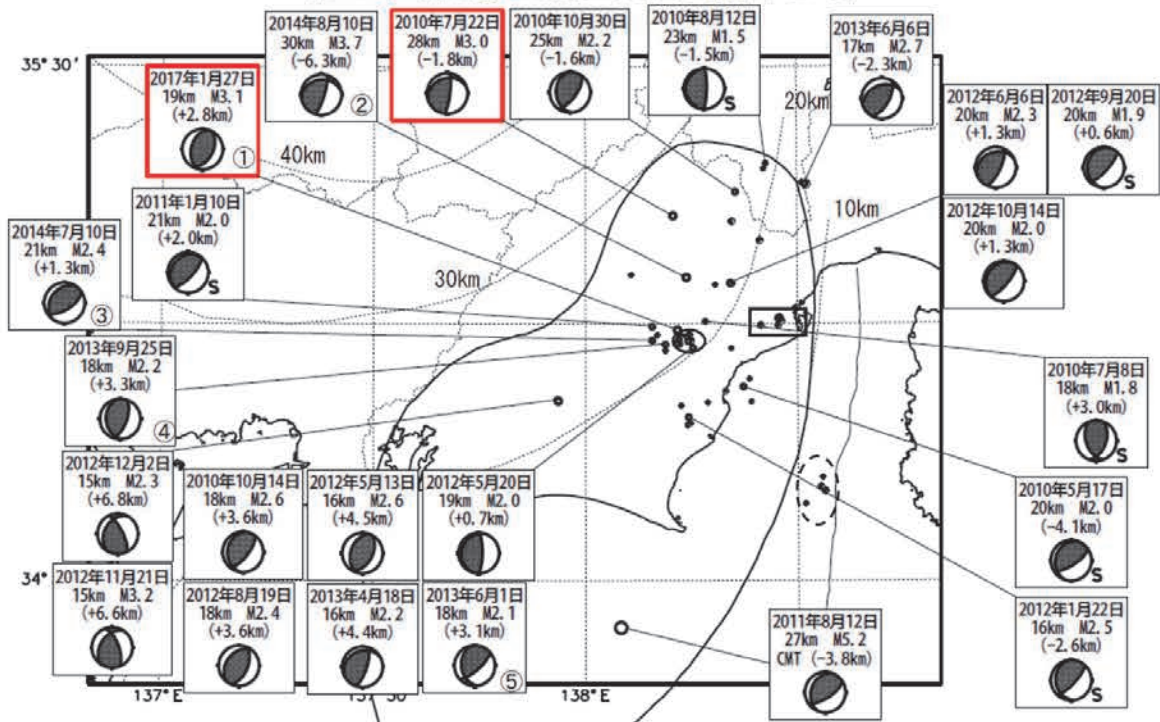 35° 30'
2017年1月27日
19km M3.1
(+2.8km)
①
2014年8月10日
30km M3.7
(-6.3km)
②
2010年7月22日
28km M3.0
(-1.8km)
2010年10月30日
25km M2.2
(-1.6km)
2010年8月12日
23km M1.5
(-1.5km)
S
2013年6月6日
17km M2.7
(-2.3km)
2012年6月6日
20km M2.3
(+1.3km)
2012年9月20日
20km M1.9
(+0.6km)
S
2012年10月14日
20km M2.0
(+1.3km)
40km
30km
20km
10km
2011年1月10日
21km M2.0
(+2.0km)
S
2014年7月10日
21km M2.4
(+1.3km)
③
2013年9月25日
18km M2.2
(+3.3km)
④
2012年12月2日
15km M2.3
(+6.8km)
2012年11月21日
15km M3.2
(+6.6km)
2010年10月14日
18km M2.6
(+3.6km)
2012年5月13日
16km M2.6
(+4.5km)
2012年5月20日
19km M2.0
(+0.7km)
2012年8月19日
18km M2.4
(+3.6km)
2013年4月18日
16km M2.2
(+4.4km)
2013年6月1日
18km M2.1
(+3.1km)
⑤
2010年7月8日
18km M1.8
(+3.0km)
S
2010年5月17日
20km M2.0
(-4.1km)
S
2012年1月22日
16km M2.5
(-2.6km)
S
2011年8月12日
27km M5.2
CMT (-3.8km)
34°
137°E
138°E